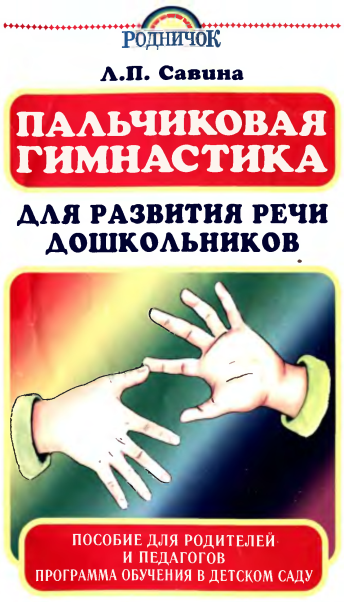 РОДНИЧОК
Л.П. Савина
ПАЛЬЧИКОВАЯ
ГИМНАСТИКА
ДЛЯ РАЗВИТИЯ РЕЧИ
ДОШКОЛЬНИКОВ
ПОСОБИЕ ДЛЯ РОДИТЕЛЕЙ
И ПЕДАГОГОВ
ПРОГРАММА ОБУЧЕНИЯ В ДЕТСКОМ САДУ